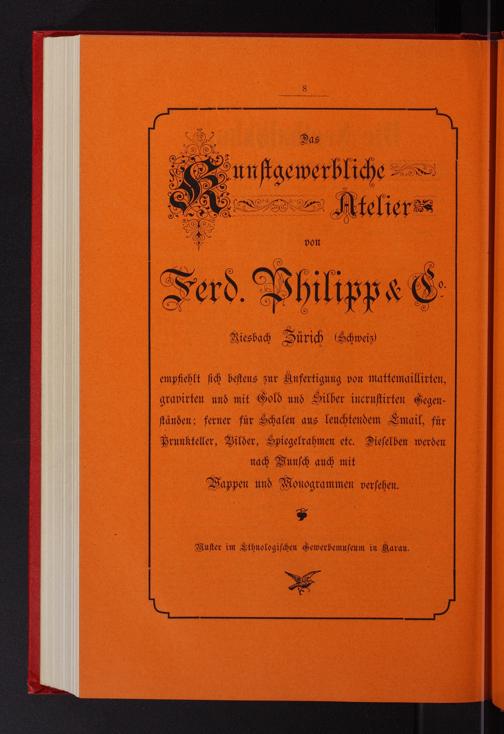 8
Das
Kunstgewerbliche
Atelier
von
Ferd. Philipp & Co.
Riesbach Zürich (Schweiz)
empfiehlt sich bestens zur Anfertigung von mattemaillirten,
gravirten und mit Gold und Silber incrustirten Gegen-
ständen; ferner für Schalen aus leuchtendem Email, für
Prunkteller, Bilder, Spiegelrahmen etc. Dieselben werden
nach Wunsch auch mit
Wappen und Monogrammen versehen.
Muster im Ethnologischen Gewerbemuseum in Aarau.